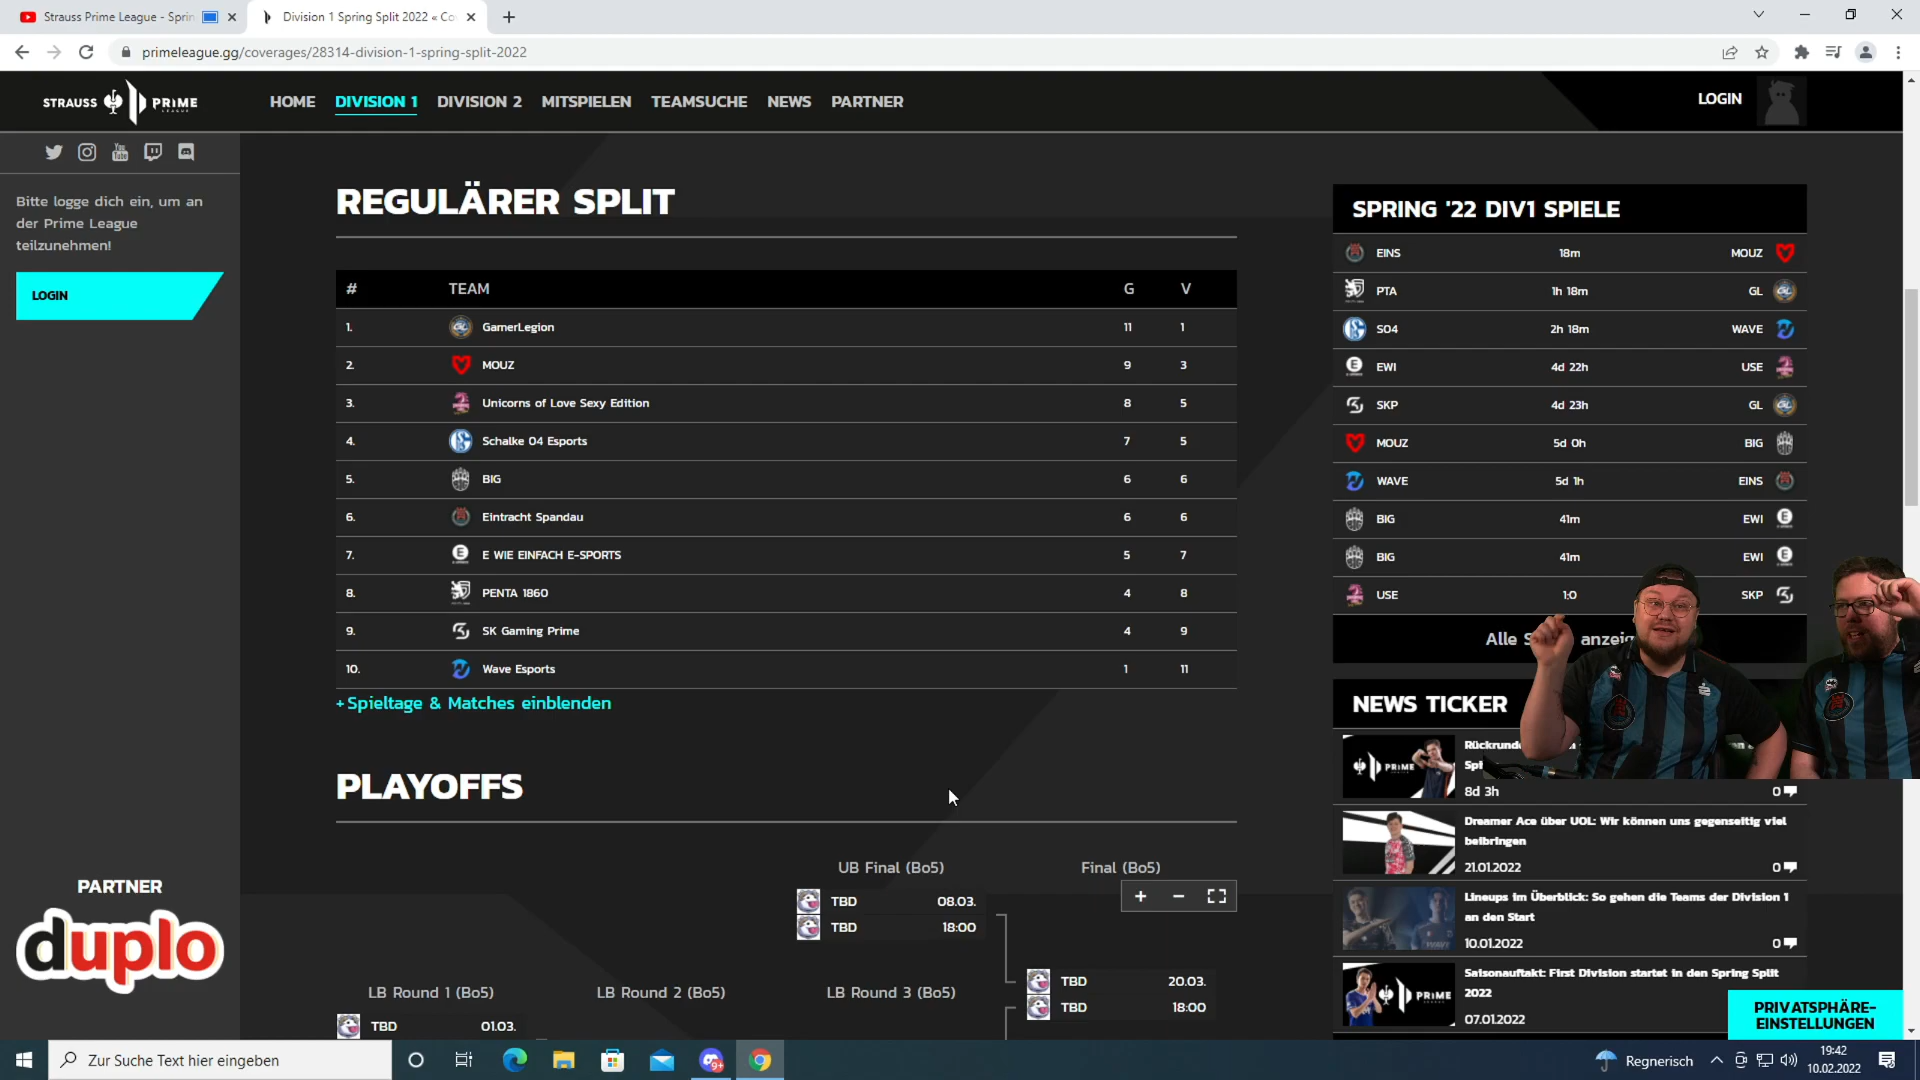 Strauss Prime League - Sprin
Division 1 Spring Split 2022 « Co
primeleague.gg/coverages/28314-division-1-spring-split-2022
STRAUSS PRIME
LEAGUE
HOME DIVISION 1 DIVISION 2 MITSPIELEN TEAMSUCHE NEWS PARTNER
LOGIN
Bitte logge dich ein, um an
der Prime League
teilzunehmen!
LOGIN
REGULÄRER SPLIT
# TEAM G V
1. GamerLegion 11 1
2. MOUZ 9 3
3. Unicorns of Love Sexy Edition 8 5
4. Schalke 04 Esports 7 5
5. BIG 6 6
6. Eintracht Spandau 6 6
7. E WIE EINFACH E-SPORTS 5 7
8. PENTA 1860 4 8
9. SK Gaming Prime 4 9
10. Wave Esports 1 11
+ Spieltage & Matches einblenden
PLAYOFFS
UB Final (Bo5)
TBD 08.03.
TBD 18:00
Final (Bo5)
+ −
TBD 20.03.
TBD 18:00
LB Round 1 (Bo5) LB Round 2 (Bo5) LB Round 3 (Bo5)
TBD 01.03.
SPRING '22 DIV1 SPIELE
EINS 18m MOUZ
PTA 1h 18m GL
S04 2h 18m WAVE
EWI 4d 22h USE
SKP 4d 23h GL
MOUZ 5d 0h BIG
WAVE 5d 1h EINS
BIG 41m EWI
BIG 41m EWI
USE 1:0 SKP
Alle S anzeig
NEWS TICKER
Rückrund
Spl
8d 3h 0
PRIME
Dreamer Ace über UOL: Wir können uns gegenseitig viel
beibringen
21.01.2022 0
Lineups im Überblick: So gehen die Teams der Division 1
an den Start
10.01.2022 0
Saisonauftakt: First Division startet in den Spring Split
2022
07.01.2022
PRIME
PRIVATSPHÄRE-
EINSTELLUNGEN
PARTNER
duplo
Zur Suche Text hier eingeben
9+
Regnerisch
19:42
10.02.2022